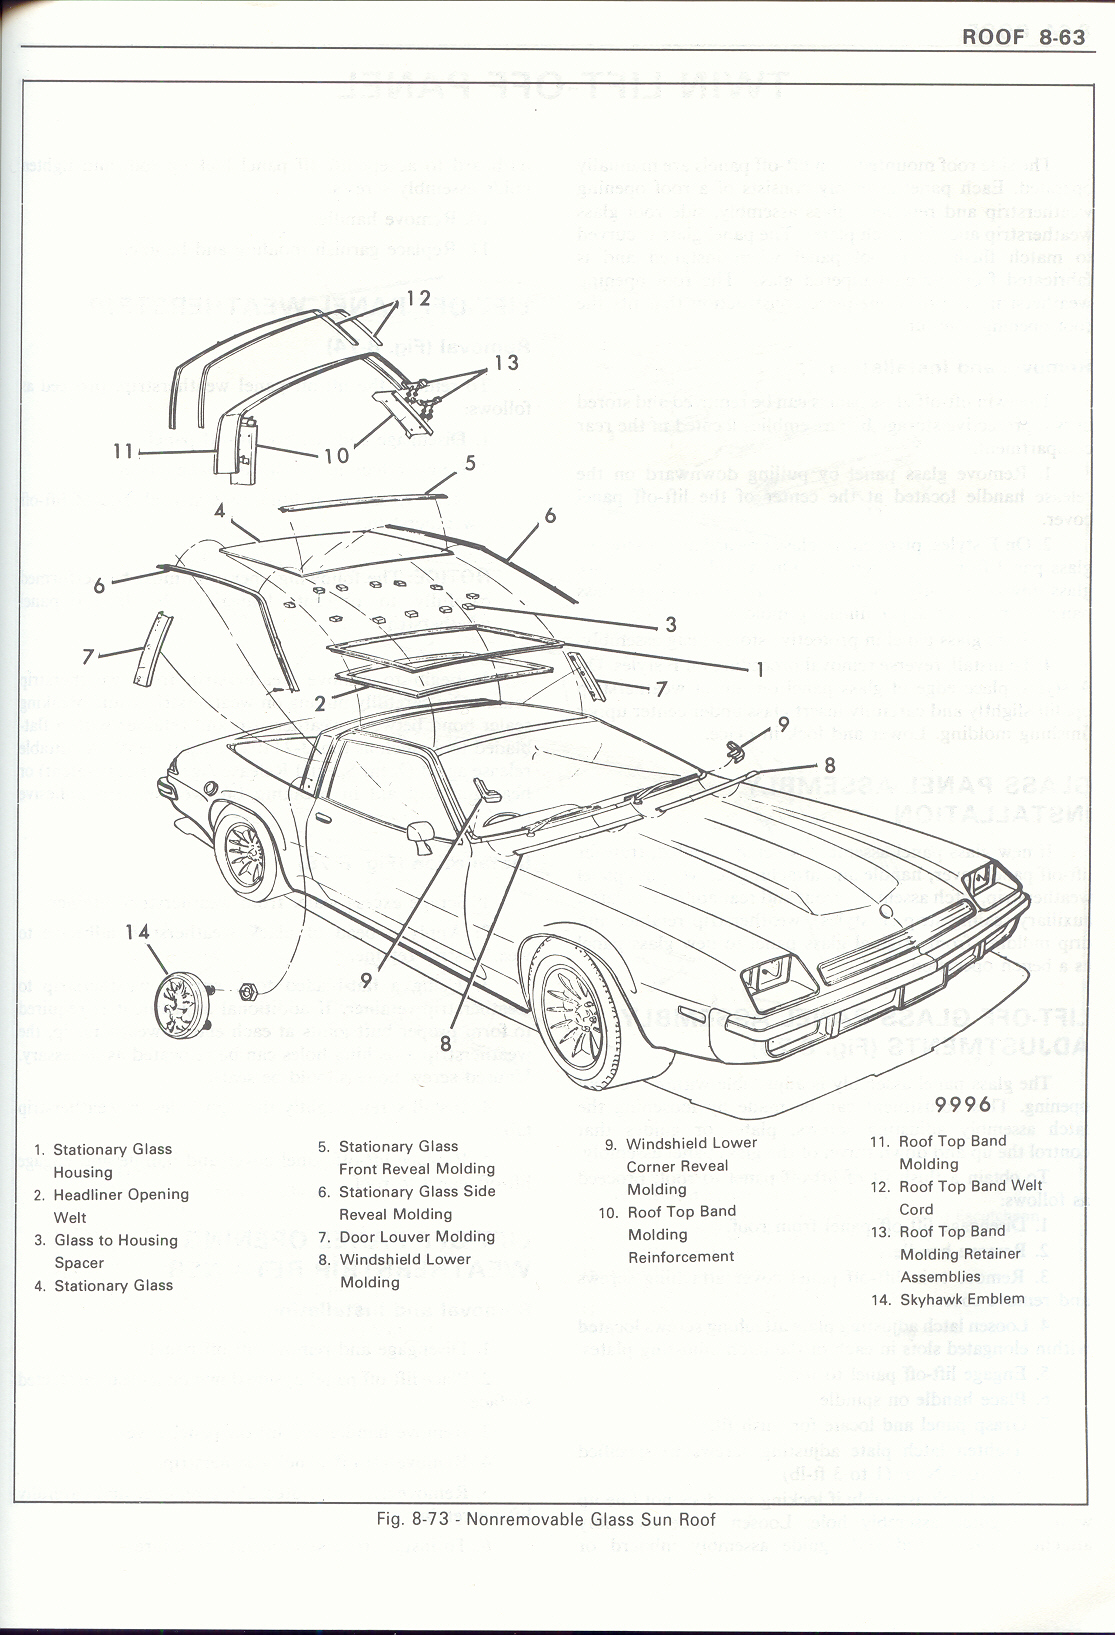 ROOF 8-63
12
13
11
10
5
4
6
6
3
7
1
2
7
9
8
14
9
8
9996
1. Stationary Glass
Housing
2. Headliner Opening
Welt
3. Glass to Housing
Spacer
4. Stationary Glass
5. Stationary Glass
Front Reveal Molding
6. Stationary Glass Side
Reveal Molding
7. Door Louver Molding
8. Windshield Lower
Molding
9. Windshield Lower
Corner Reveal
Molding
10. Roof Top Band
Molding
Reinforcement
11. Roof Top Band
Molding
12. Roof Top Band Welt
Cord
13. Roof Top Band
Molding Retainer
Assemblies
14. Skyhawk Emblem
Fig. 8-73 - Nonremovable Glass Sun Roof